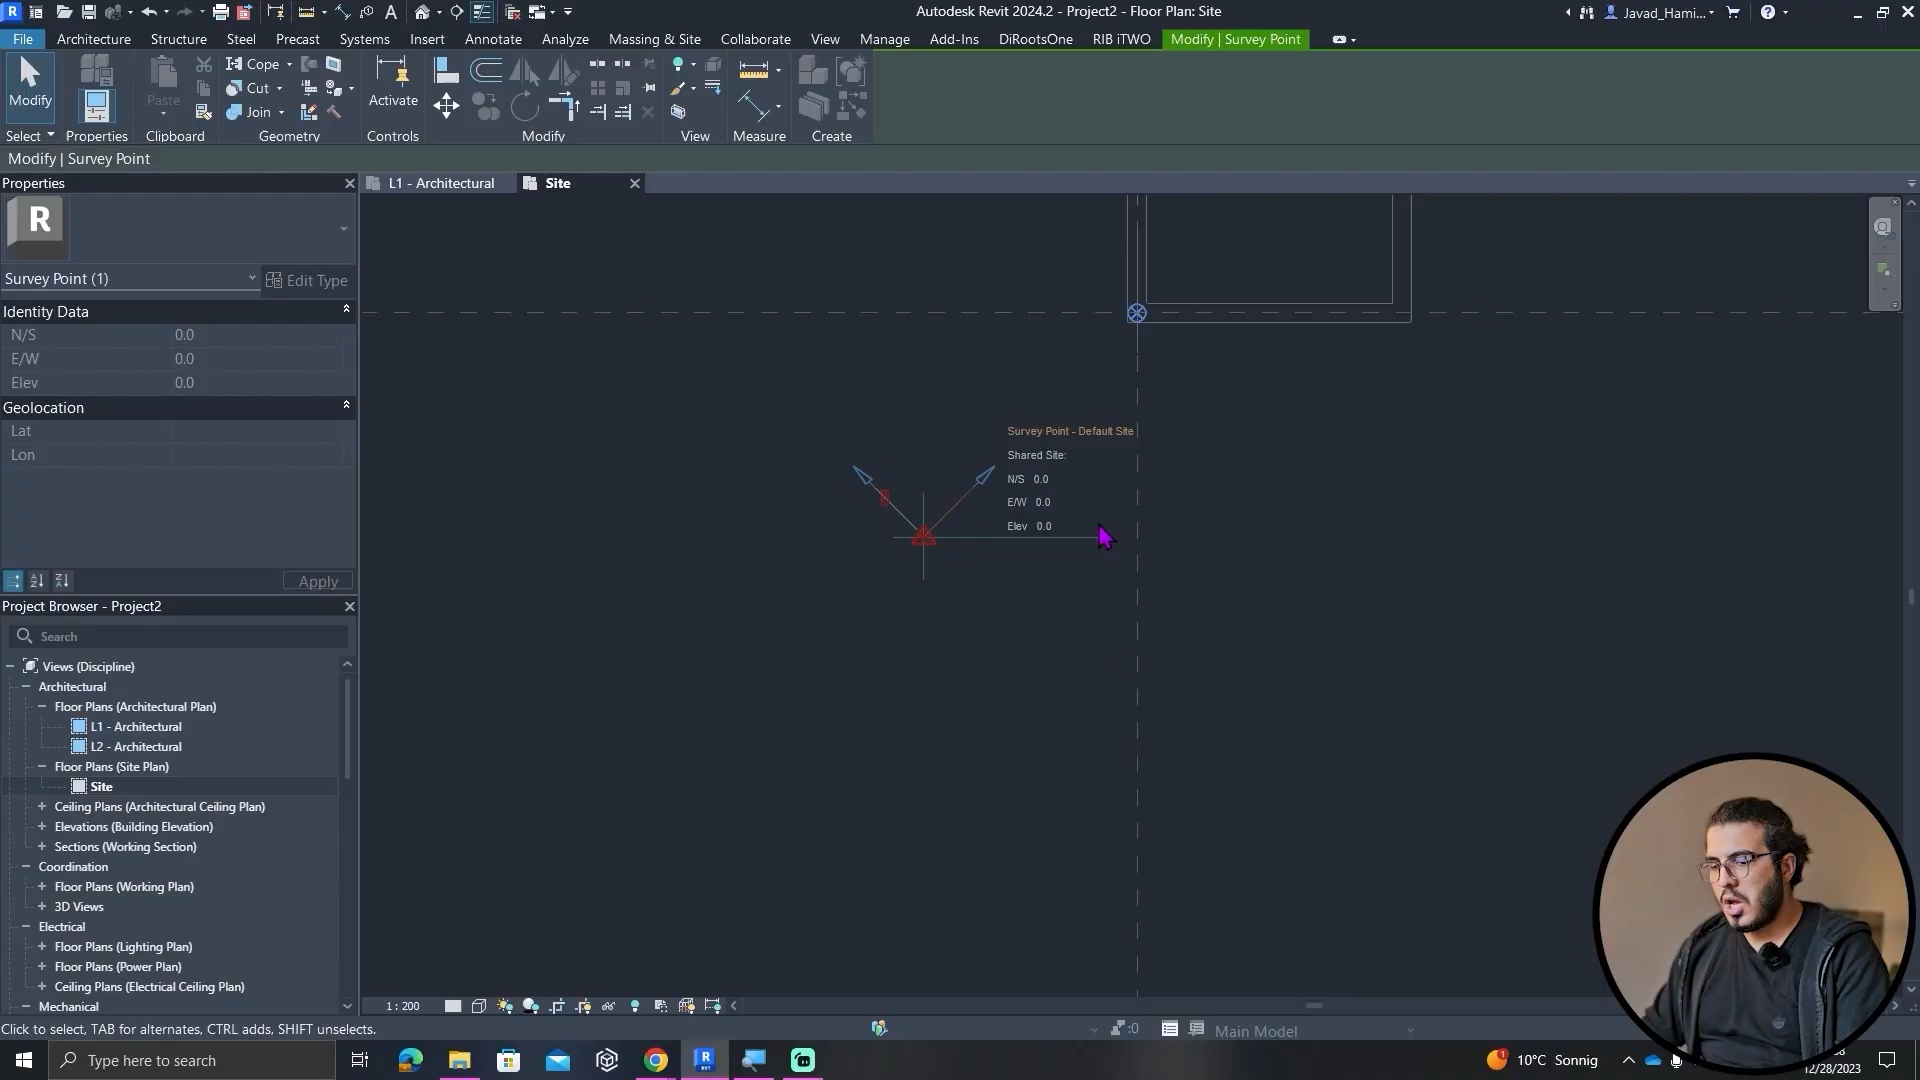 Autodesk Revit 2024.2 - Project2 - Floor Plan: Site
Javad_Hami...
File
Architecture
Structure
Steel
Precast
Systems
Insert
Annotate
Analyze
Massing & Site
Collaborate
View
Manage
Add-Ins
DiRootsOne
RIB iTWO
Modify | Survey Point
Modify
Paste
Cope
Cut
Join
Activate
Select
Properties
Clipboard
Geometry
Controls
Modify
View
Measure
Create
Modify | Survey Point
Properties
R
Survey Point (1)
Edit Type
Identity Data
N/S 0.0
E/W 0.0
Elev 0.0
Geolocation
Lat
Lon
Apply
L1 - Architectural
Site
Survey Point - Default Site
Shared Site:
N/S 0.0
E/W 0.0
Elev 0.0
Project Browser - Project2
Search
Views (Discipline)
Architectural
Floor Plans (Architectural Plan)
L1 - Architectural
L2 - Architectural
Floor Plans (Site Plan)
Site
Ceiling Plans (Architectural Ceiling Plan)
Elevations (Building Elevation)
Sections (Working Section)
Coordination
Floor Plans (Working Plan)
3D Views
Electrical
Floor Plans (Lighting Plan)
Floor Plans (Power Plan)
Ceiling Plans (Electrical Ceiling Plan)
Mechanical
1 : 200
Click to select, TAB for alternates, CTRL adds, SHIFT unselects.
:0
Main Model
Type here to search
10°C Sonnig
12/28/2023